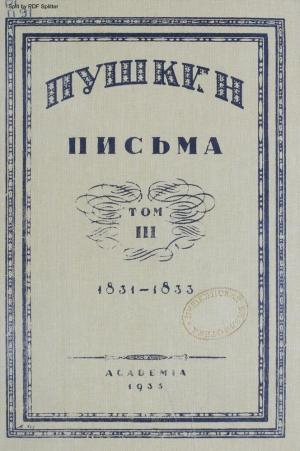 Split by PDF Splitter
ПУШКИН
ПИСЬМА
ТОМ
III
1831–1833
ACADEMIA
1935